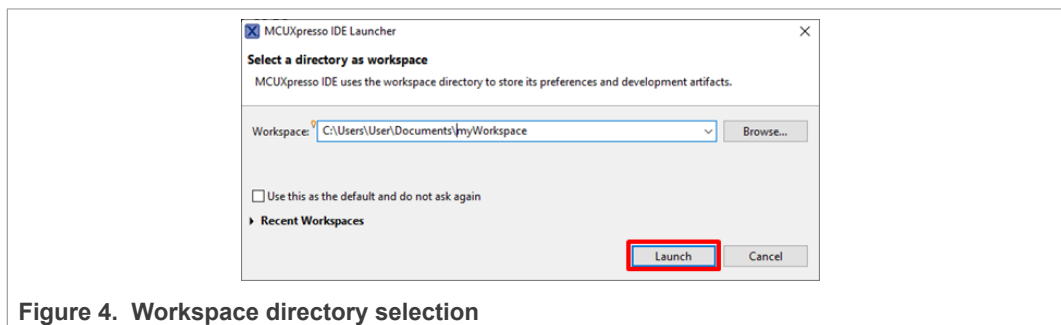 MCUXpresso IDE Launcher
Select a directory as workspace
MCUXpresso IDE uses the workspace directory to store its preferences and development artifacts.
Workspace: C:\Users\User\Documents\myWorkspace Browse...
Use this as the default and do not ask again
Recent Workspaces
Launch Cancel
Figure 4. Workspace directory selection